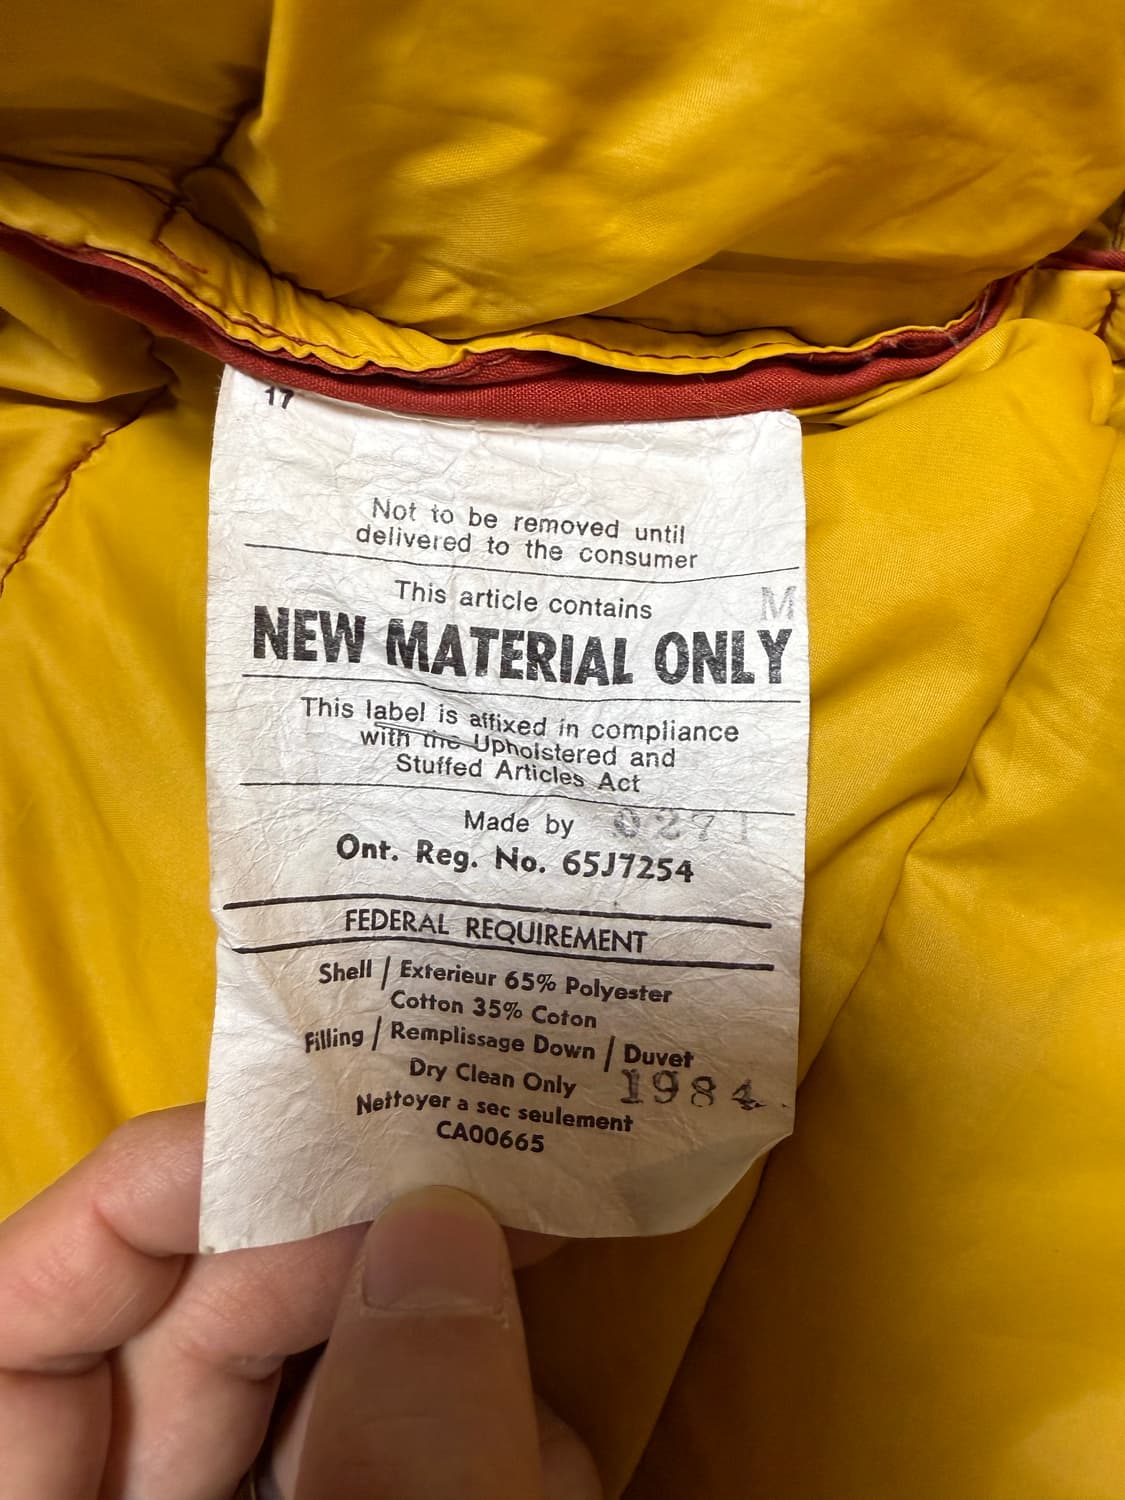 17
Not to be removed until
delivered to the consumer
This article contains M
NEW MATERIAL ONLY
This label is affixed in compliance
with the Upholstered and
Stuffed Articles Act
Made by 0271
Ont. Reg. No. 65J7254
FEDERAL REQUIREMENT
Shell / Exterieur 65% Polyester
Cotton 35% Coton
Filling / Remplissage Down / Duvet
Dry Clean Only 1984
Nettoyer a sec seulement
CA00665